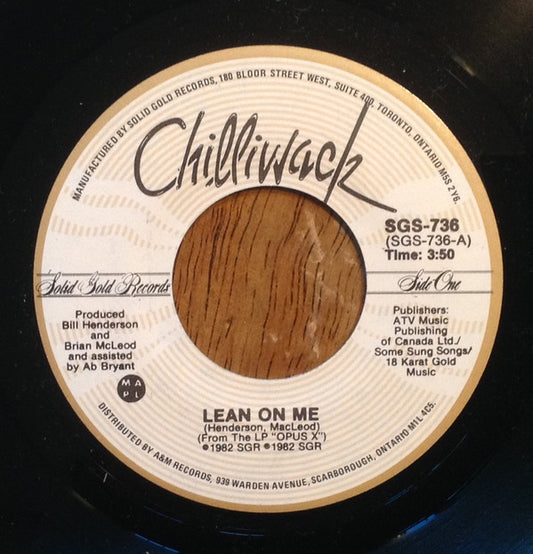 MANUFACTURED BY SOLID GOLD RECORDS, 180 BLOOR STREET WEST, SUITE 400, TORONTO, ONTARIO M5S 2Y6.
Chilliwack
SGS-736
(SGS-736-A)
Time: 3:50
Solid Gold Records
Side One
Produced
Bill Henderson
and
Brian McLeod
and assisted
by Ab Bryant
M A
P L
Publishers:
ATV Music
Publishing
of Canada Ltd./
Some Sung Songs/
18 Karat Gold
Music
LEAN ON ME
(Henderson, MacLeod)
(From The LP "OPUS X")
℗1982 SGR ©1982 SGR
DISTRIBUTED BY A&M RECORDS, 939 WARDEN AVENUE, SCARBOROUGH, ONTARIO M1L 4C5.